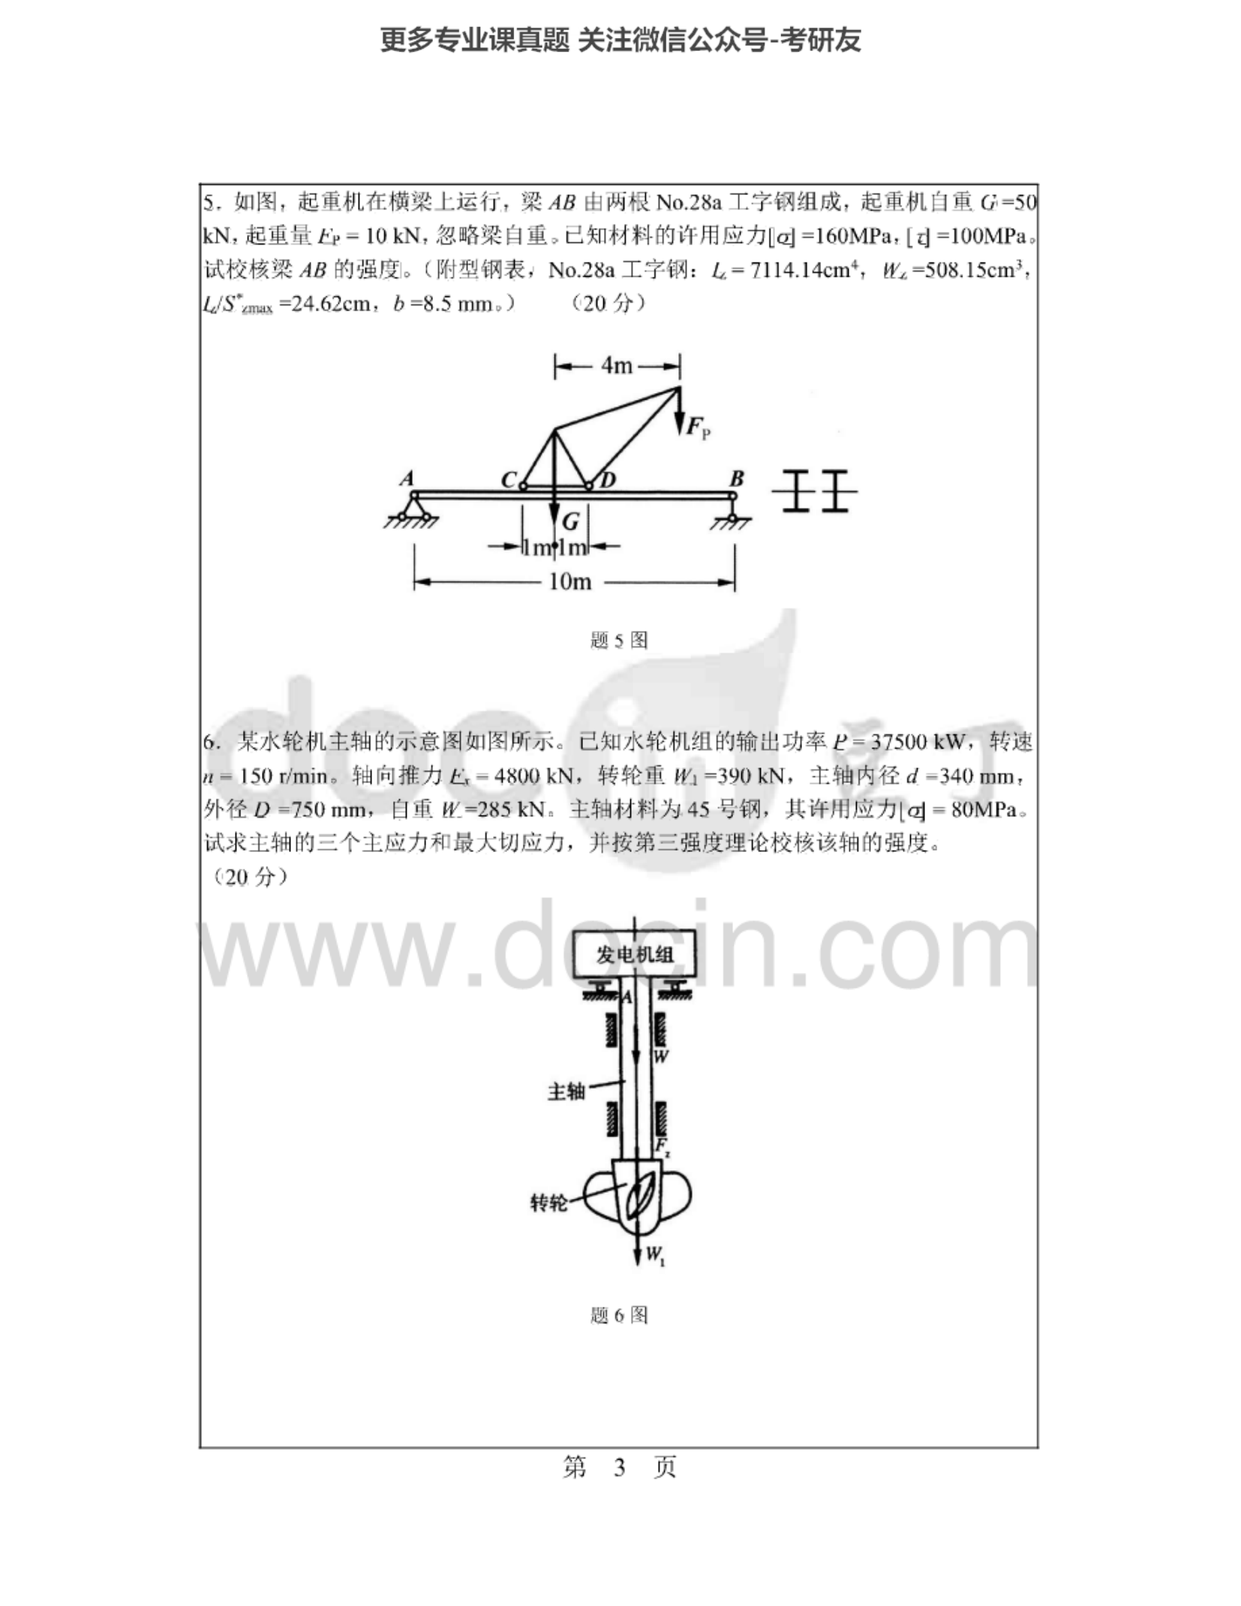 更多专业课真题 关注微信公众号-考研友
5．如图，起重机在横梁上运行，梁 AB 由两根 No.28a 工字钢组成，起重机自重 G =50
kN，起重量 FP = 10 kN，忽略梁自重。已知材料的许用应力[σ] =160MPa，[τ] =100MPa。
试校核梁 AB 的强度。（附型钢表，No.28a 工字钢：Iz = 7114.14cm⁴，Wz =508.15cm³，
Iz/S*zmax =24.62cm，b =8.5 mm。）（20 分）
4m
FP
A
C
D
B
G
1m 1m
10m
题 5 图
docin 豆丁
6．某水轮机主轴的示意图如图所示。已知水轮机组的输出功率 P = 37500 kW，转速
n = 150 r/min。轴向推力 Fx = 4800 kN，转轮重 W1 =390 kN，主轴内径 d =340 mm，
外径 D =750 mm，自重 W =285 kN。主轴材料为 45 号钢，其许用应力[σ] = 80MPa。
试求主轴的三个主应力和最大切应力，并按第三强度理论校核该轴的强度。
（20 分）
www.docin.com
发电机组
A
W
主轴
Fz
转轮
W1
题 6 图
第 3 页